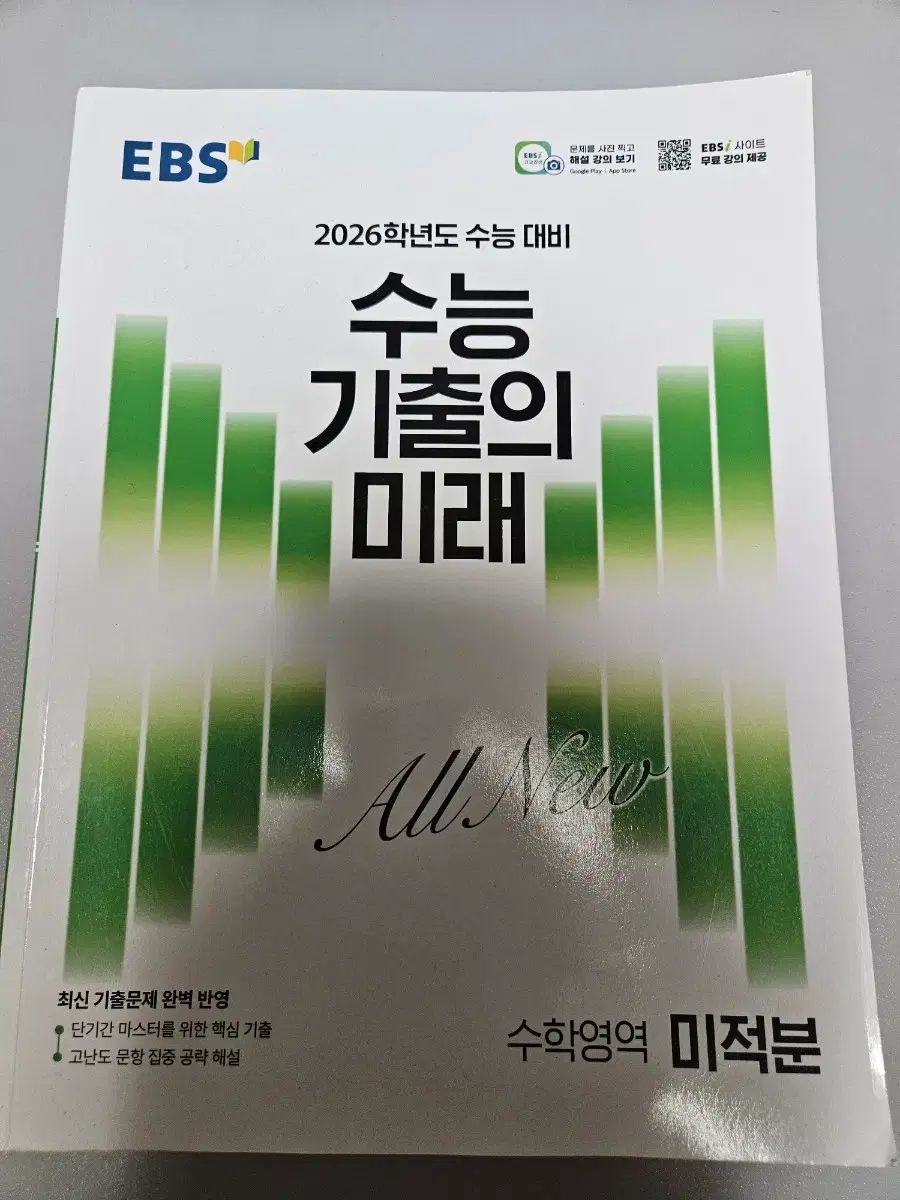 EBS
문제를 사진 찍고
해설 강의 보기
Google Play | App Store
EBSi 사이트
무료 강의 제공
2026학년도 수능 대비
수능
기출의
미래
All New
최신 기출문제 완벽 반영
단기간 마스터를 위한 핵심 기출
고난도 문항 집중 공략 해설
수학영역 미적분